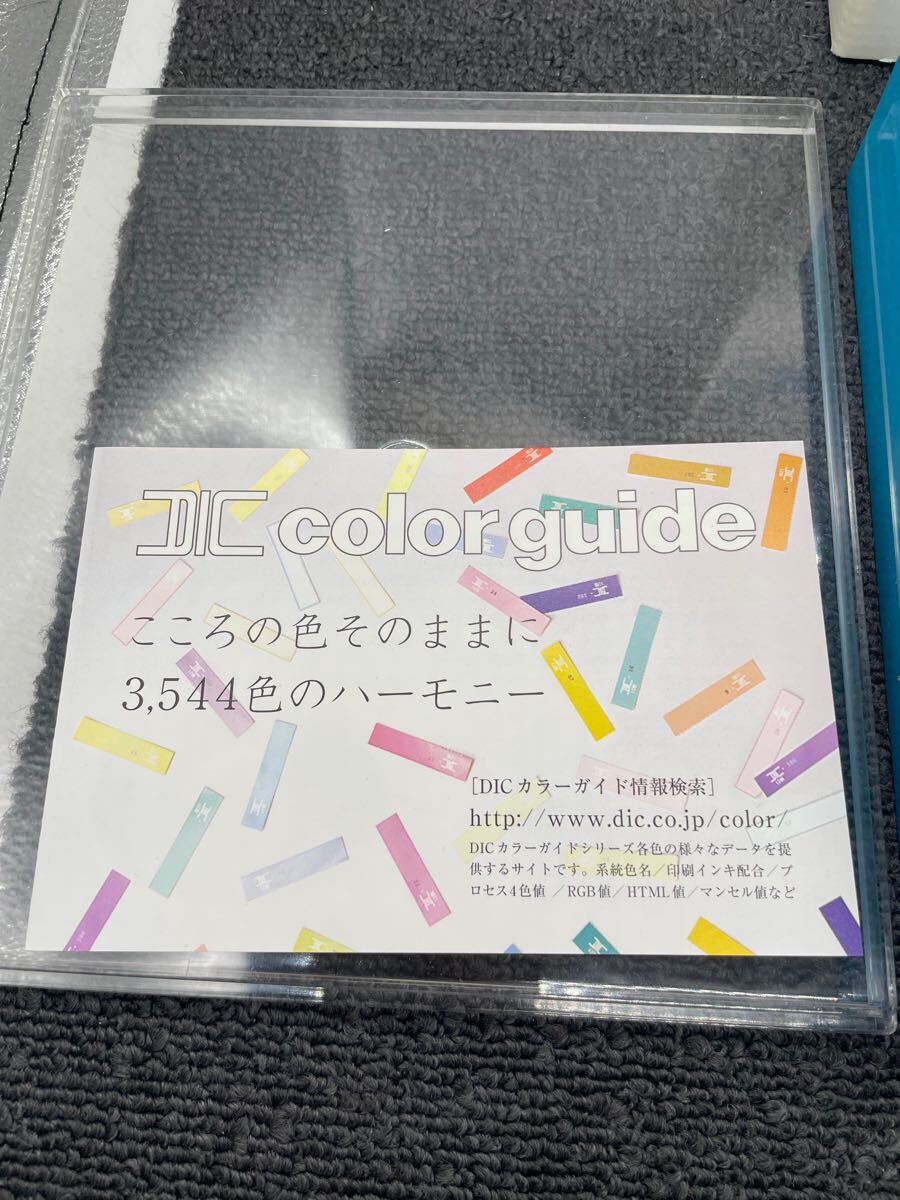 DIC color guide
こころの色そのままに
3,544色のハーモニー
[DICカラーガイド情報検索]
http://www.dic.co.jp/color/
DICカラーガイドシリーズ各色の様々なデータを提
供するサイトです。系統色名／印刷インキ配合／プ
ロセス4色値／RGB値／HTML値／マンセル値など